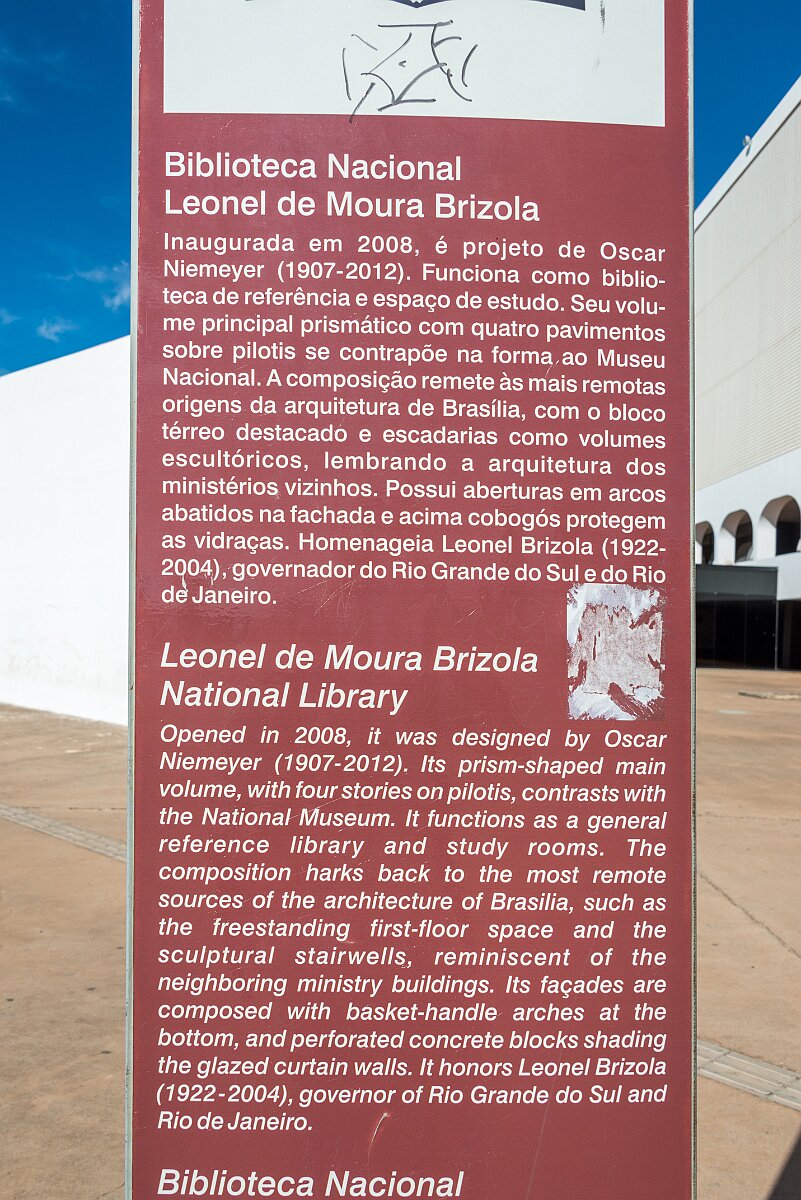 Biblioteca Nacional
Leonel de Moura Brizola
Inaugurada em 2008, é projeto de Oscar
Niemeyer (1907-2012). Funciona como biblio-
teca de referência e espaço de estudo. Seu volu-
me principal prismático com quatro pavimentos
sobre pilotis se contrapõe na forma ao Museu
Nacional. A composição remete às mais remotas
origens da arquitetura de Brasília, com o bloco
térreo destacado e escadarias como volumes
escultóricos, lembrando a arquitetura dos
ministérios vizinhos. Possui aberturas em arcos
abatidos na fachada e acima cobogós protegem
as vidraças. Homenageia Leonel Brizola (1922-
2004), governador do Rio Grande do Sul e do Rio
de Janeiro.
Leonel de Moura Brizola
National Library
Opened in 2008, it was designed by Oscar
Niemeyer (1907-2012). Its prism-shaped main
volume, with four stories on pilotis, contrasts with
the National Museum. It functions as a general
reference library and study rooms. The
composition harks back to the most remote
sources of the architecture of Brasilia, such as
the freestanding first-floor space and the
sculptural stairwells, reminiscent of the
neighboring ministry buildings. Its façades are
composed with basket-handle arches at the
bottom, and perforated concrete blocks shading
the glazed curtain walls. It honors Leonel Brizola
(1922-2004), governor of Rio Grande do Sul and
Rio de Janeiro.
Biblioteca Nacional